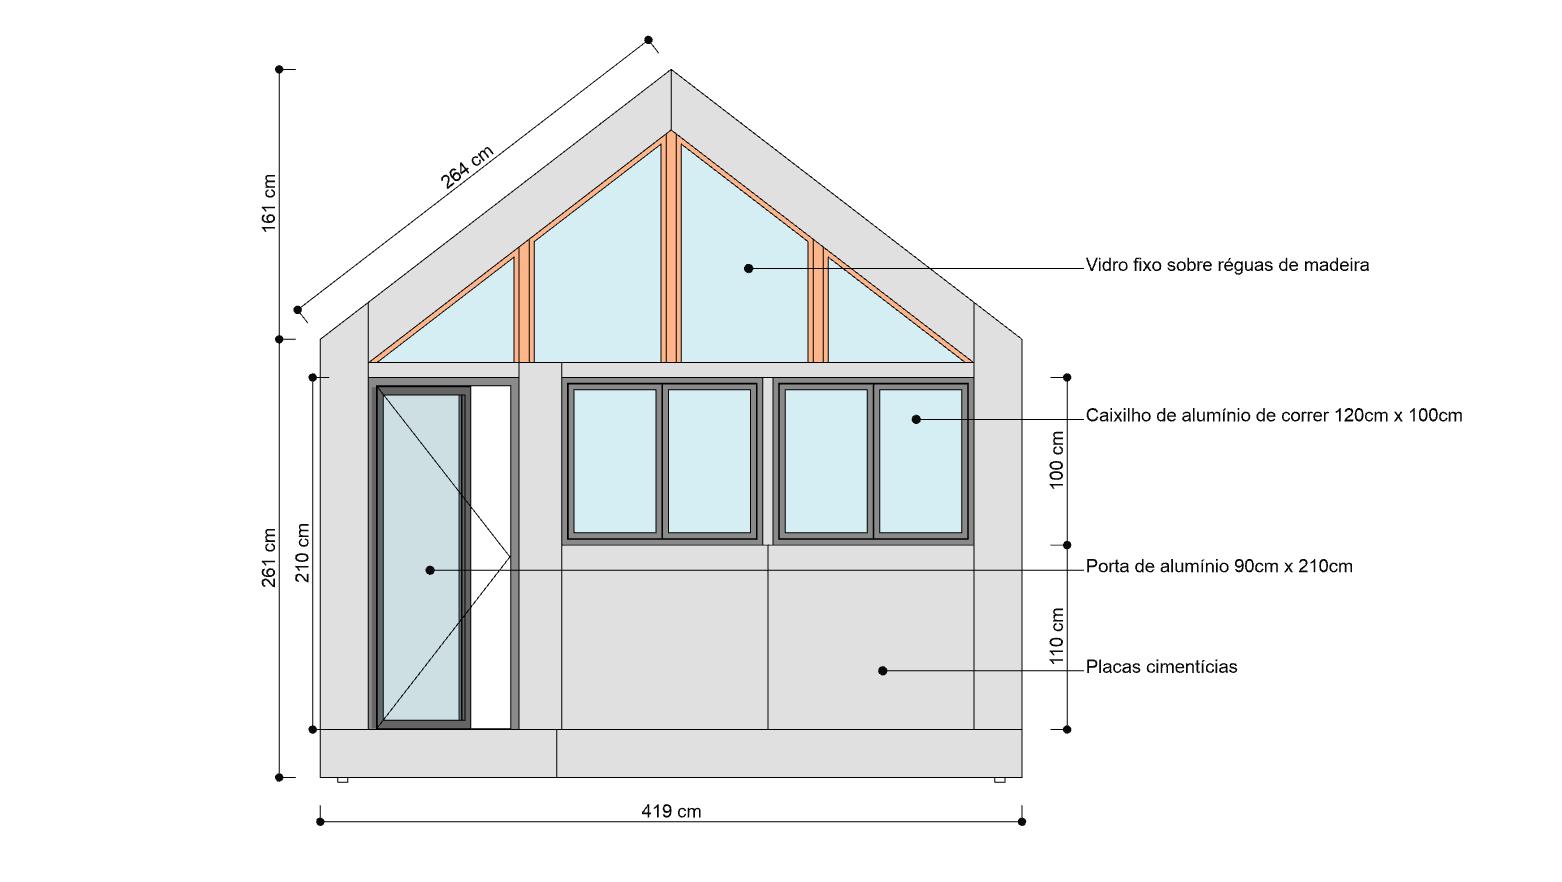 264 cm
161 cm
Vidro fixo sobre réguas de madeira
Caixilho de alumínio de correr 120cm x 100cm
100 cm
261 cm
210 cm
Porta de alumínio 90cm x 210cm
110 cm
Placas cimentícias
419 cm